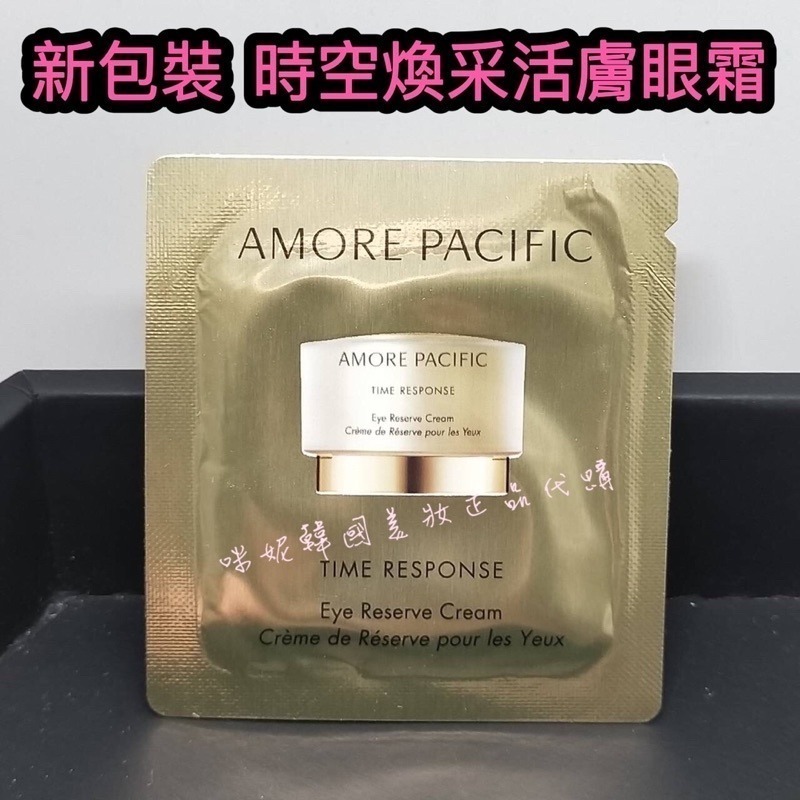 新包裝 時空煥采活膚眼霜
AMORE PACIFIC
AMORE PACIFIC
TIME RESPONSE
Eye Reserve Cream
Crème de Réserve pour les Yeux
咪妮韓國美妝正品代購
TIME RESPONSE
Eye Reserve Cream
Crème de Réserve pour les Yeux